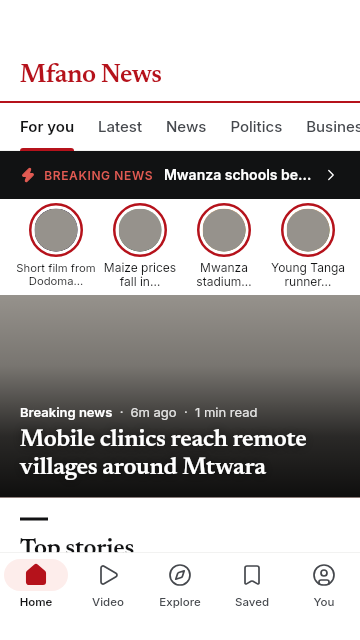 Mfano News
For you Latest News Politics Busines
BREAKING NEWS Mwanza schools be...
Short film from Dodoma...
Maize prices fall in...
Mwanza stadium...
Young Tanga runner...
Breaking news · 6m ago · 1 min read
Mobile clinics reach remote
villages around Mtwara
Top stories
Home Video Explore Saved You